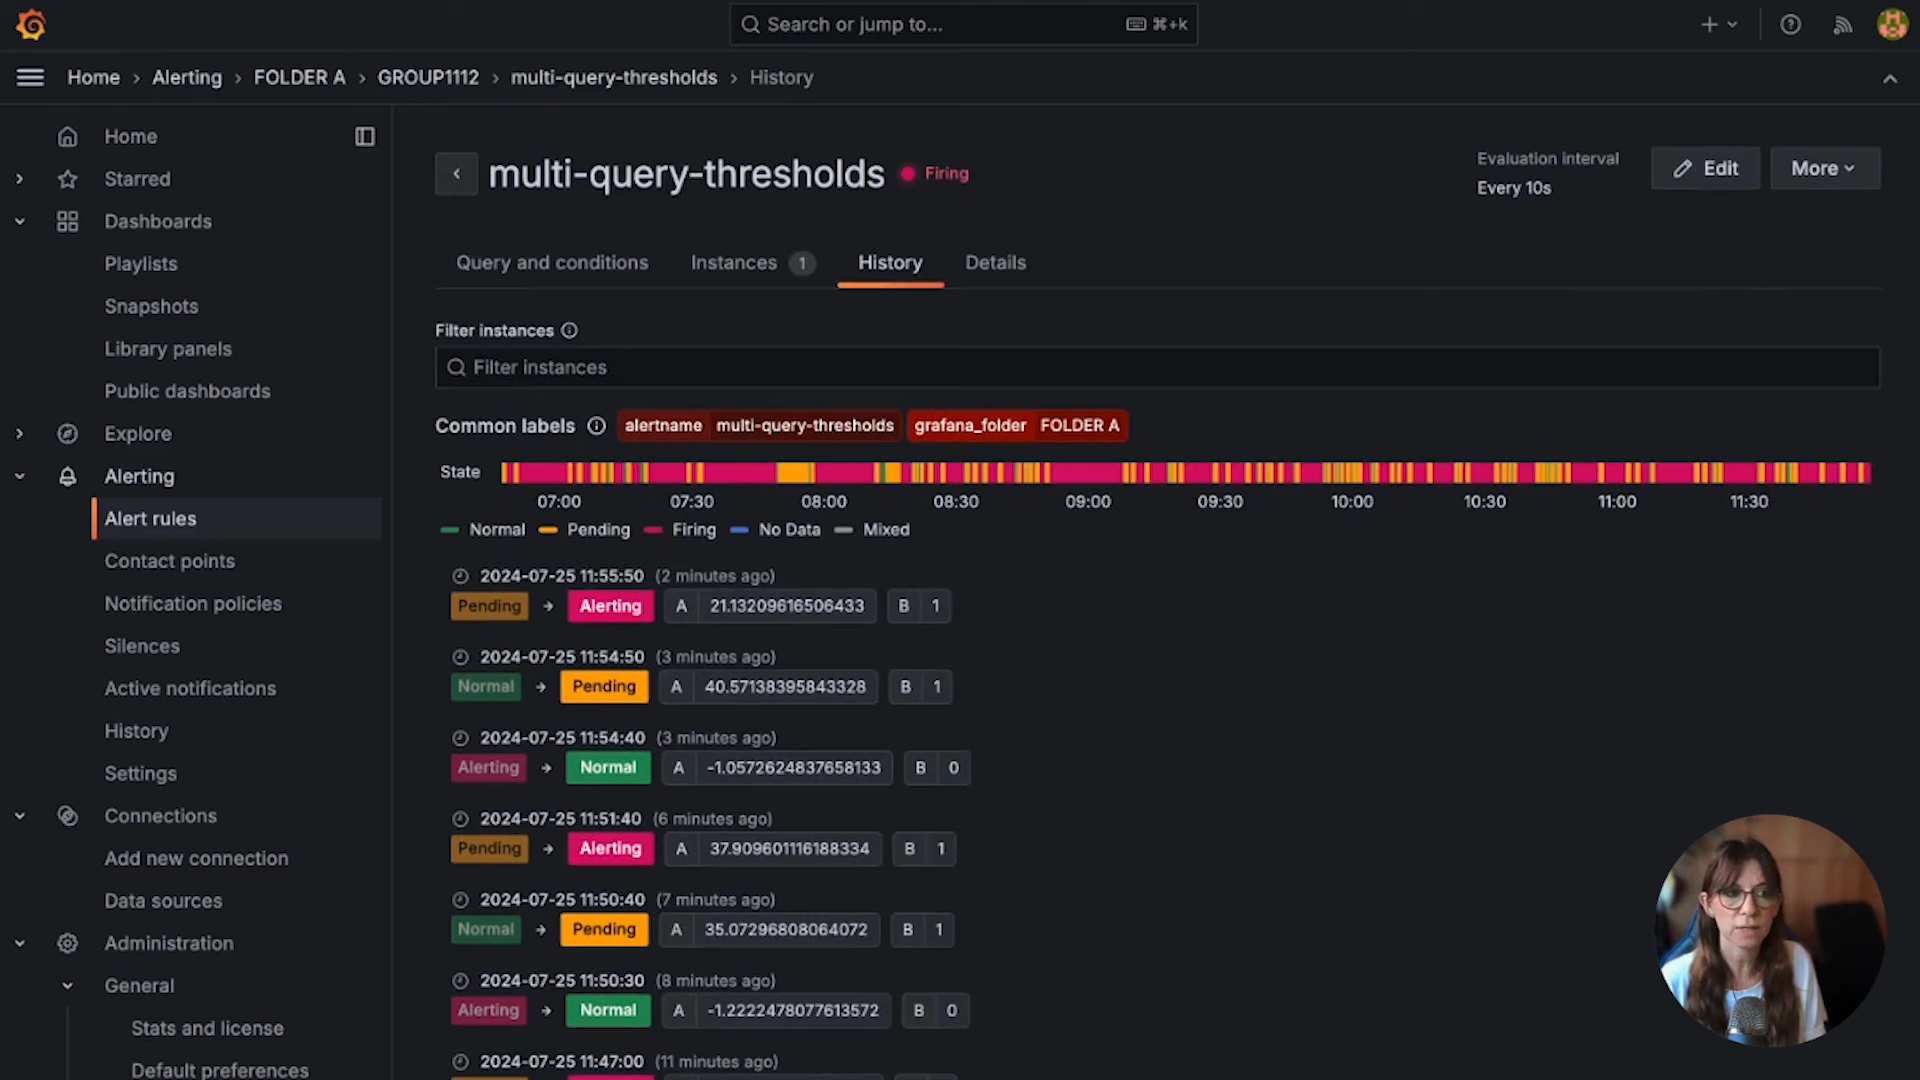 Search or jump to...
⌘+k
Home › Alerting › FOLDER A › GROUP1112 › multi-query-thresholds › History
Home
Starred
Dashboards
Playlists
Snapshots
Library panels
Public dashboards
Explore
Alerting
Alert rules
Contact points
Notification policies
Silences
Active notifications
History
Settings
Connections
Add new connection
Data sources
Administration
General
Stats and license
Default preferences
multi-query-thresholds Firing
Evaluation interval
Every 10s
Edit
More
Query and conditions Instances 1 History Details
Filter instances
Filter instances
Common labels alertname multi-query-thresholds grafana_folder FOLDER A
State
07:00 07:30 08:00 08:30 09:00 09:30 10:00 10:30 11:00 11:30
Normal Pending Firing No Data Mixed
2024-07-25 11:55:50 (2 minutes ago)
Pending → Alerting A 21.13209616506433 B 1
2024-07-25 11:54:50 (3 minutes ago)
Normal → Pending A 40.57138395843328 B 1
2024-07-25 11:54:40 (3 minutes ago)
Alerting → Normal A -1.0572624837658133 B 0
2024-07-25 11:51:40 (6 minutes ago)
Pending → Alerting A 37.909601116188334 B 1
2024-07-25 11:50:40 (7 minutes ago)
Normal → Pending A 35.07296808064072 B 1
2024-07-25 11:50:30 (8 minutes ago)
Alerting → Normal A -1.2222478077613572 B 0
2024-07-25 11:47:00 (11 minutes ago)